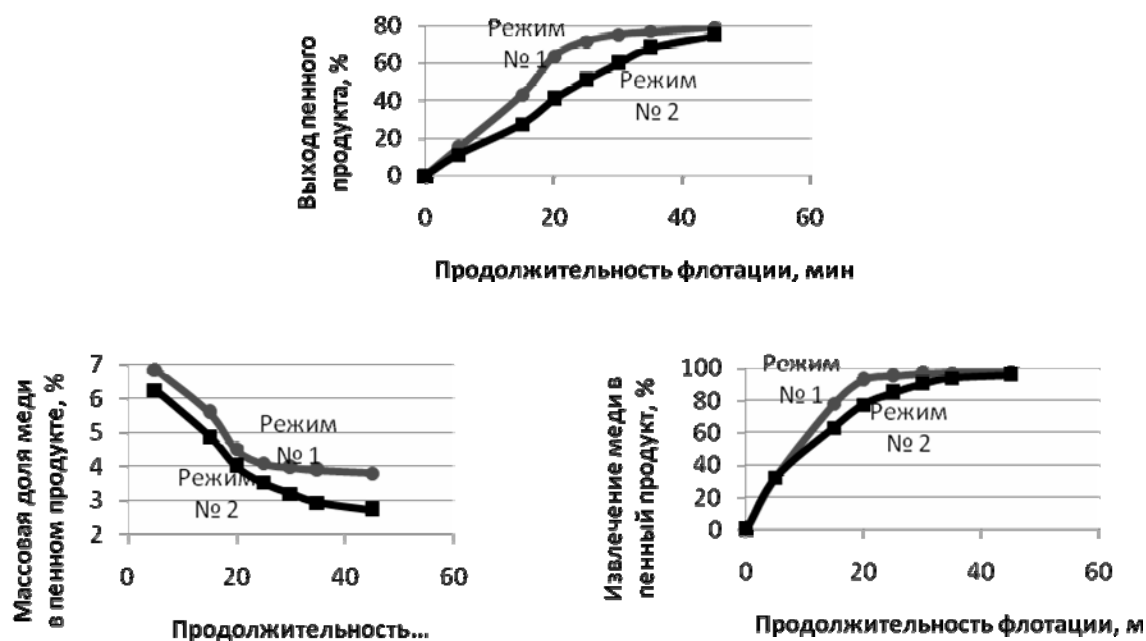 Выход пенного
продукта, %
80
60
40
20
0
Режим
№ 1
Режим
№ 2
0 20 40 60
Продолжительность флотации, мин
Массовая доля меди
в пенном продукте, %
7
6
5
4
3
2
Режим
№ 1
Режим
№ 2
0 20 40 60
Продолжительность...
Извлечение меди в
пенный продукт, %
100
80
60
40
20
0
Режим
№ 1
Режим
№ 2
0 20 40 60
Продолжительность флотации, м